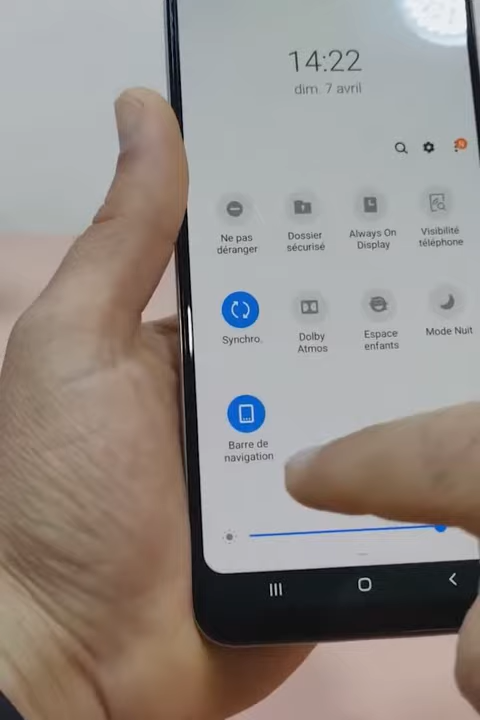 14:22
dim. 7 avril
Ne pas
déranger
Dossier
sécurisé
Always On
Display
Visibilité
téléphone
Synchro.
Dolby
Atmos
Espace
enfants
Mode Nuit
Barre de
navigation